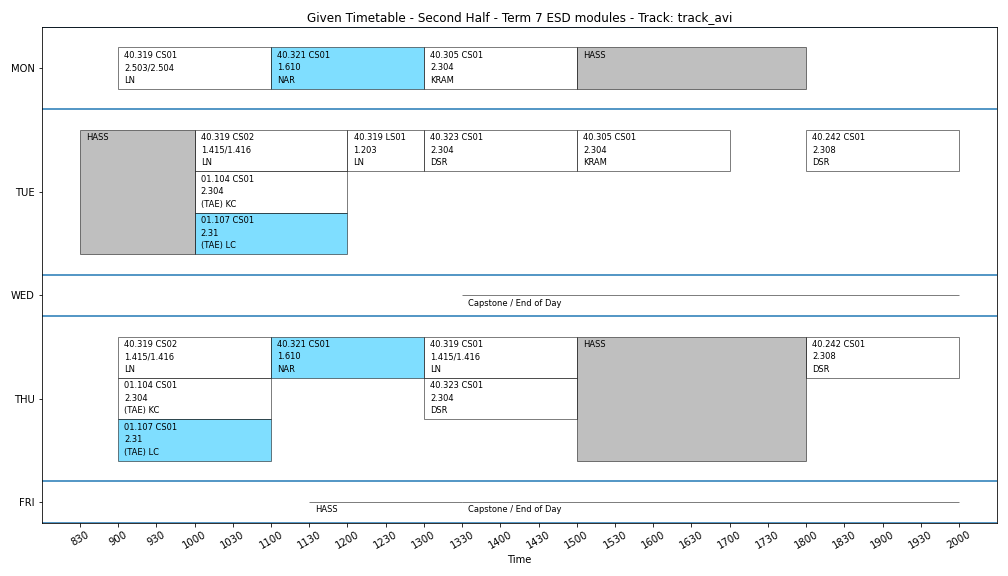 Given Timetable - Second Half - Term 7 ESD modules - Track: track_avi
MON
40.319 CS01
2.503/2.504
LN
40.321 CS01
1.610
NAR
40.305 CS01
2.304
KRAM
HASS
TUE
HASS
40.319 CS02
1.415/1.416
LN
01.104 CS01
2.304
(TAE) KC
01.107 CS01
2.31
(TAE) LC
40.319 LS01
1.203
LN
40.323 CS01
2.304
DSR
40.305 CS01
2.304
KRAM
40.242 CS01
2.308
DSR
WED
Capstone / End of Day
THU
40.319 CS02
1.415/1.416
LN
01.104 CS01
2.304
(TAE) KC
01.107 CS01
2.31
(TAE) LC
40.321 CS01
1.610
NAR
40.319 CS01
1.415/1.416
LN
40.323 CS01
2.304
DSR
HASS
40.242 CS01
2.308
DSR
FRI
HASS
Capstone / End of Day
830 900 930 1000 1030 1100 1130 1200 1230 1300 1330 1400 1430 1500 1600 1630 1700 1730 1800 1830 1900 1930 2000
Time